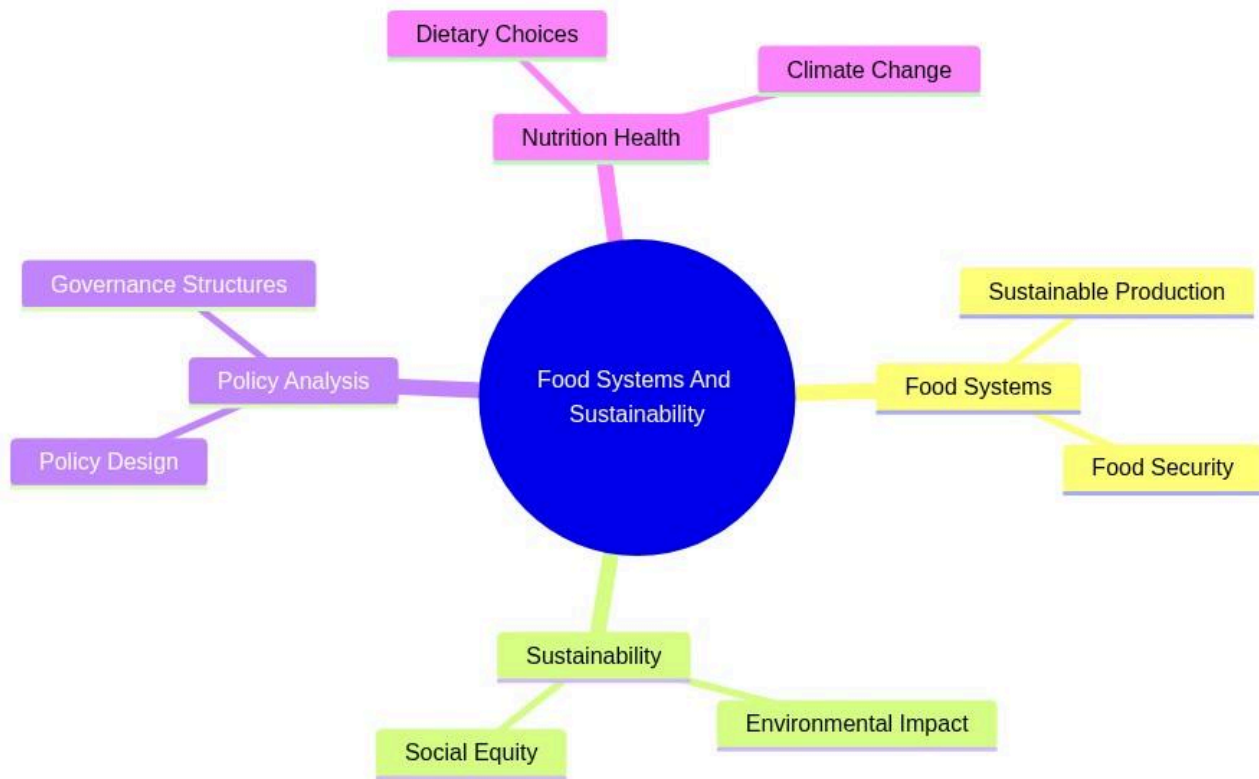 Dietary Choices
Climate Change
Nutrition Health
Governance Structures
Policy Analysis
Policy Design
Food Systems And
Sustainability
Sustainable Production
Food Systems
Food Security
Sustainability
Environmental Impact
Social Equity